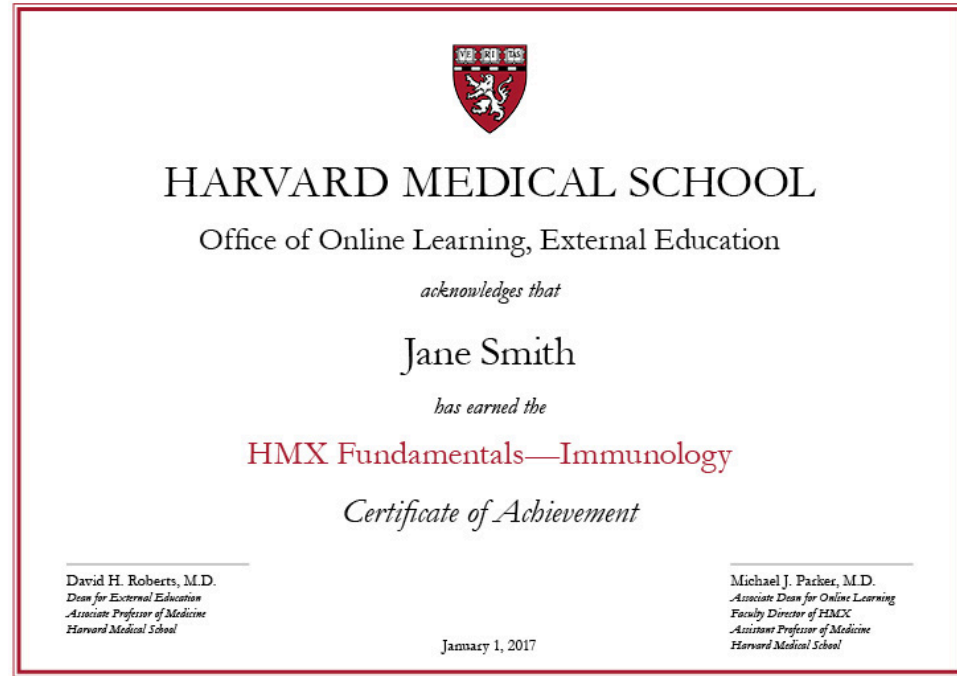 VE RI TAS
HARVARD MEDICAL SCHOOL
Office of Online Learning, External Education
acknowledges that
Jane Smith
has earned the
HMX Fundamentals—Immunology
Certificate of Achievement
David H. Roberts, M.D.
Dean for External Education
Associate Professor of Medicine
Harvard Medical School
Michael J. Parker, M.D.
Associate Dean for Online Learning
Faculty Director of HMX
Assistant Professor of Medicine
Harvard Medical School
January 1, 2017